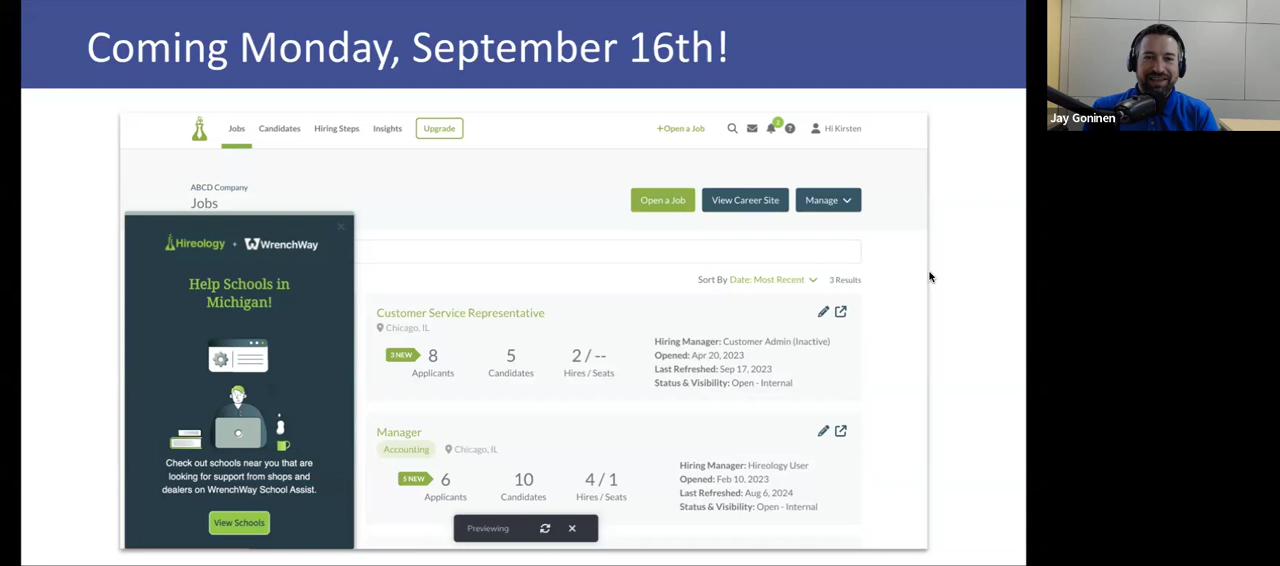 Coming Monday, September 16th!
Jay Goninen
Jobs Candidates Hiring Steps Insights Upgrade +Open a Job 2 ? Hi Kirsten
ABCD Company
Jobs
Open a Job View Career Site Manage
Hireology + WrenchWay
Help Schools in
Michigan!
Check out schools near you that are
looking for support from shops and
dealers on WrenchWay School Assist.
View Schools
Sort By Date: Most Recent 3 Results
Customer Service Representative
Chicago, IL
3 NEW 8 5 2 / --
Applicants Candidates Hires / Seats
Hiring Manager: Customer Admin (Inactive)
Opened: Apr 20, 2023
Last Refreshed: Sep 17, 2023
Status & Visibility: Open - Internal
Manager
Accounting Chicago, IL
5 NEW 6 10 4 / 1
Applicants Candidates Hires / Seats
Hiring Manager: Hireology User
Opened: Feb 10, 2023
Last Refreshed: Aug 6, 2024
Status & Visibility: Open - Internal
Previewing